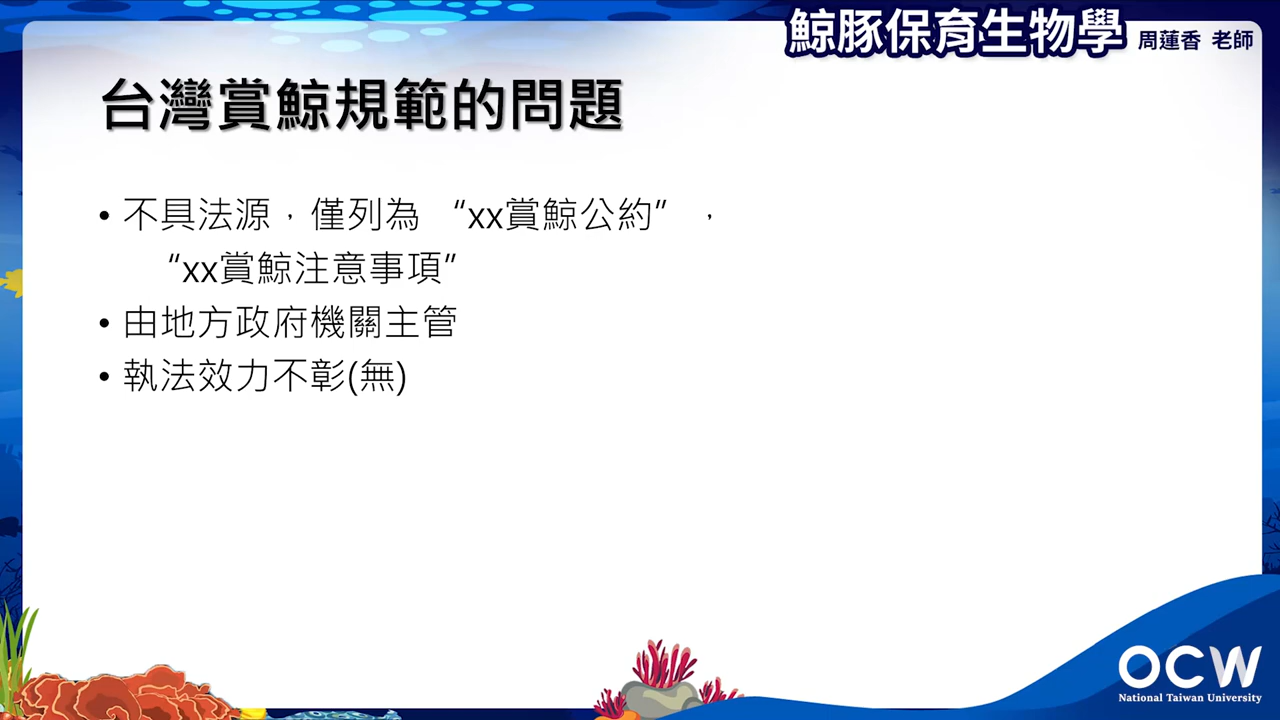 鯨豚保育生物學 周蓮香 老師
台灣賞鯨規範的問題
• 不具法源，僅列為 “xx賞鯨公約” ，
“xx賞鯨注意事項”
• 由地方政府機關主管
• 執法效力不彰(無)
OCW
National Taiwan University